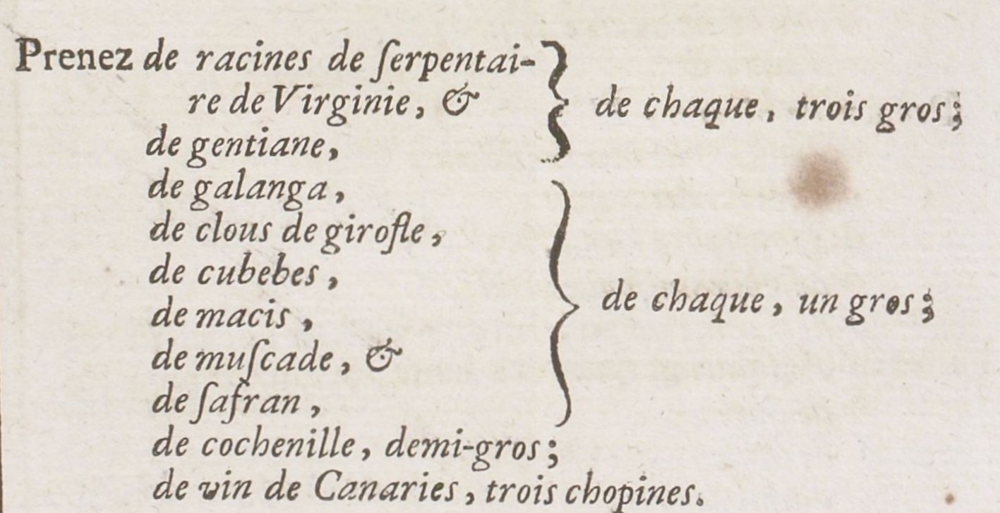 Prenez de racines de ſerpentai-
re de Virginie, &
de gentiane,
de chaque, trois gros;
de galanga,
de clous de girofle,
de cubebes,
de macis,
de muſcade, &
de ſafran,
de chaque, un gros;
de cochenille, demi-gros;
de vin de Canaries, trois chopines.